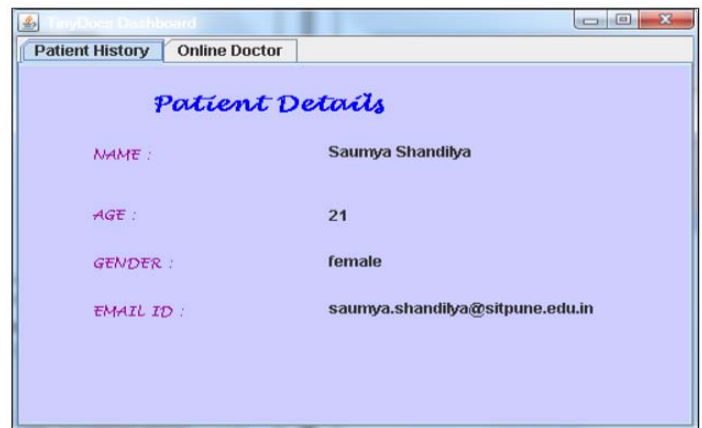 TinyDocs Dashboard
Patient History Online Doctor
Patient Details
NAME : Saumya Shandilya
AGE : 21
GENDER : female
EMAIL ID : saumya.shandilya@sitpune.edu.in